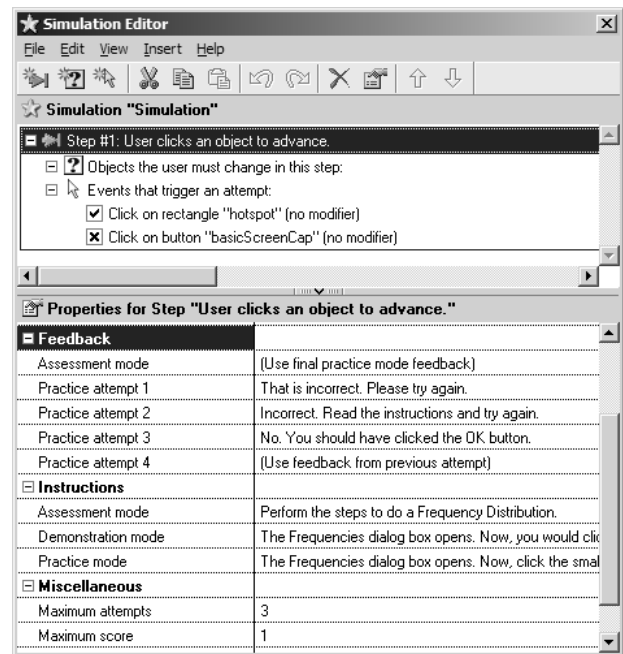 Simulation Editor
File Edit View Insert Help
Simulation "Simulation"
Step #1: User clicks an object to advance.
Objects the user must change in this step:
Events that trigger an attempt:
Click on rectangle "hotspot" (no modifier)
Click on button "basicScreenCap" (no modifier)
Properties for Step "User clicks an object to advance."
Feedback
Assessment mode (Use final practice mode feedback)
Practice attempt 1 That is incorrect. Please try again.
Practice attempt 2 Incorrect. Read the instructions and try again.
Practice attempt 3 No. You should have clicked the OK button.
Practice attempt 4 (Use feedback from previous attempt)
Instructions
Assessment mode Perform the steps to do a Frequency Distribution.
Demonstration mode The Frequencies dialog box opens. Now, you would clic
Practice mode The Frequencies dialog box opens. Now, click the smal
Miscellaneous
Maximum attempts 3
Maximum score 1